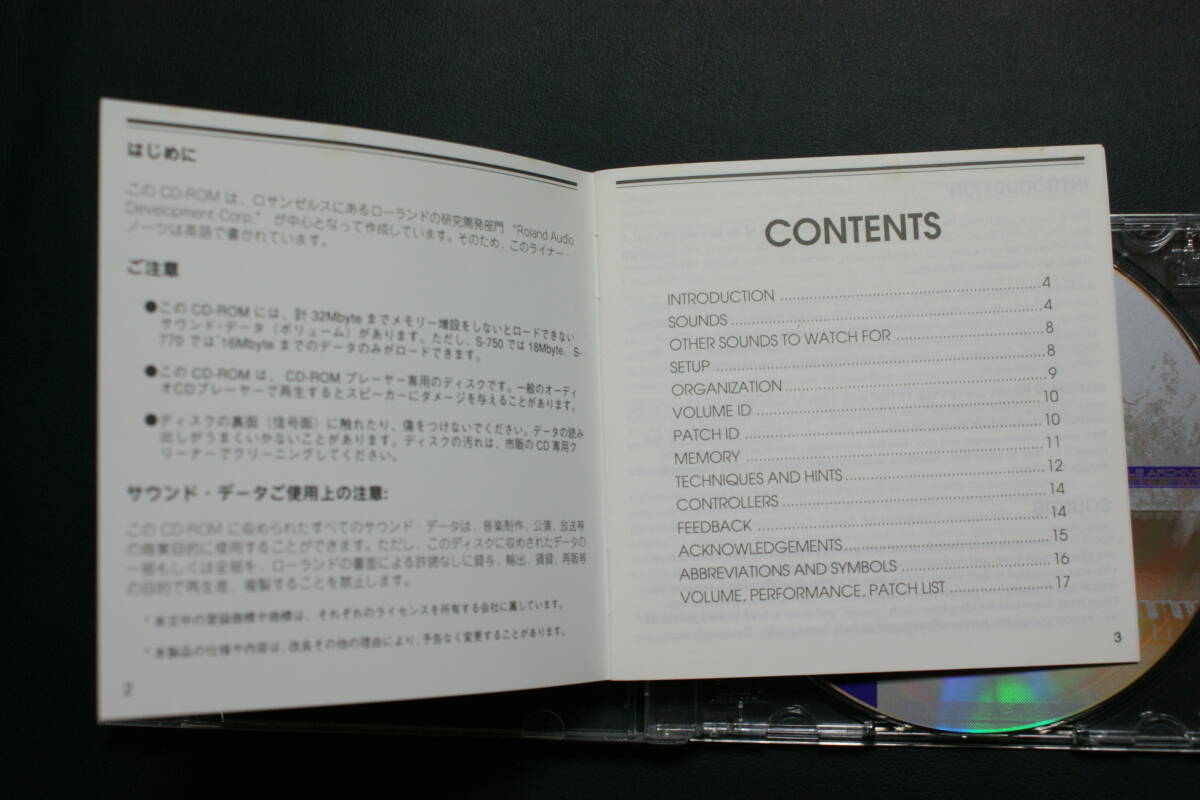 はじめに
この CD-ROM は、ロサンゼルスにあるローランドの研究開発部門 "Roland Audio
Development Corp." が中心となって作成しています。そのため、このライナー・
ノーツは英語で書かれています。
ご注意
●この CD-ROM には、計 32Mbyte までメモリー増設をしないとロードできない
サウンド・データ（ボリューム）があります。ただし、S-750 では 18Mbyte、S-
770 では 16Mbyte までのデータのみがロードできます。
●この CD-ROM は、CD-ROM プレーヤー専用のディスクです。一般のオーディ
オCDプレーヤーで再生するとスピーカーにダメージを与えることがあります。
●ディスクの裏面（信号面）に触れたり、傷をつけないでください。データの読み
出しがうまくいかないことがあります。ディスクの汚れは、市販の CD 専用ク
リーナーでクリーニングしてください。
サウンド・データご使用上の注意:
この CD-ROM に収められたすべてのサウンド・データは、音楽制作、公演、放送等
の商業目的に使用することができます。ただし、このディスクに収めされたデータの
一部もしくは全部を、ローランドの書面による許諾なしに貸与、輸出、賃貸、再販等
の目的で再生産、複製することを禁止します。
* 本文中の登録商標や商標は、それぞれのライセンスを所有する会社に属しています。
* 本製品の仕様や内容は、改良その他の理由により、予告なく変更することがあります。
2
CONTENTS
INTRODUCTION ........ 4
SOUNDS ........ 4
OTHER SOUNDS TO WATCH FOR ........ 8
SETUP ........ 8
ORGANIZATION ........ 9
VOLUME ID ........ 10
PATCH ID ........ 10
MEMORY ........ 11
TECHNIQUES AND HINTS ........ 12
CONTROLLERS ........ 14
FEEDBACK ........ 14
ACKNOWLEDGEMENTS ........ 15
ABBREVIATIONS AND SYMBOLS ........ 16
VOLUME, PERFORMANCE, PATCH LIST ........ 17
3